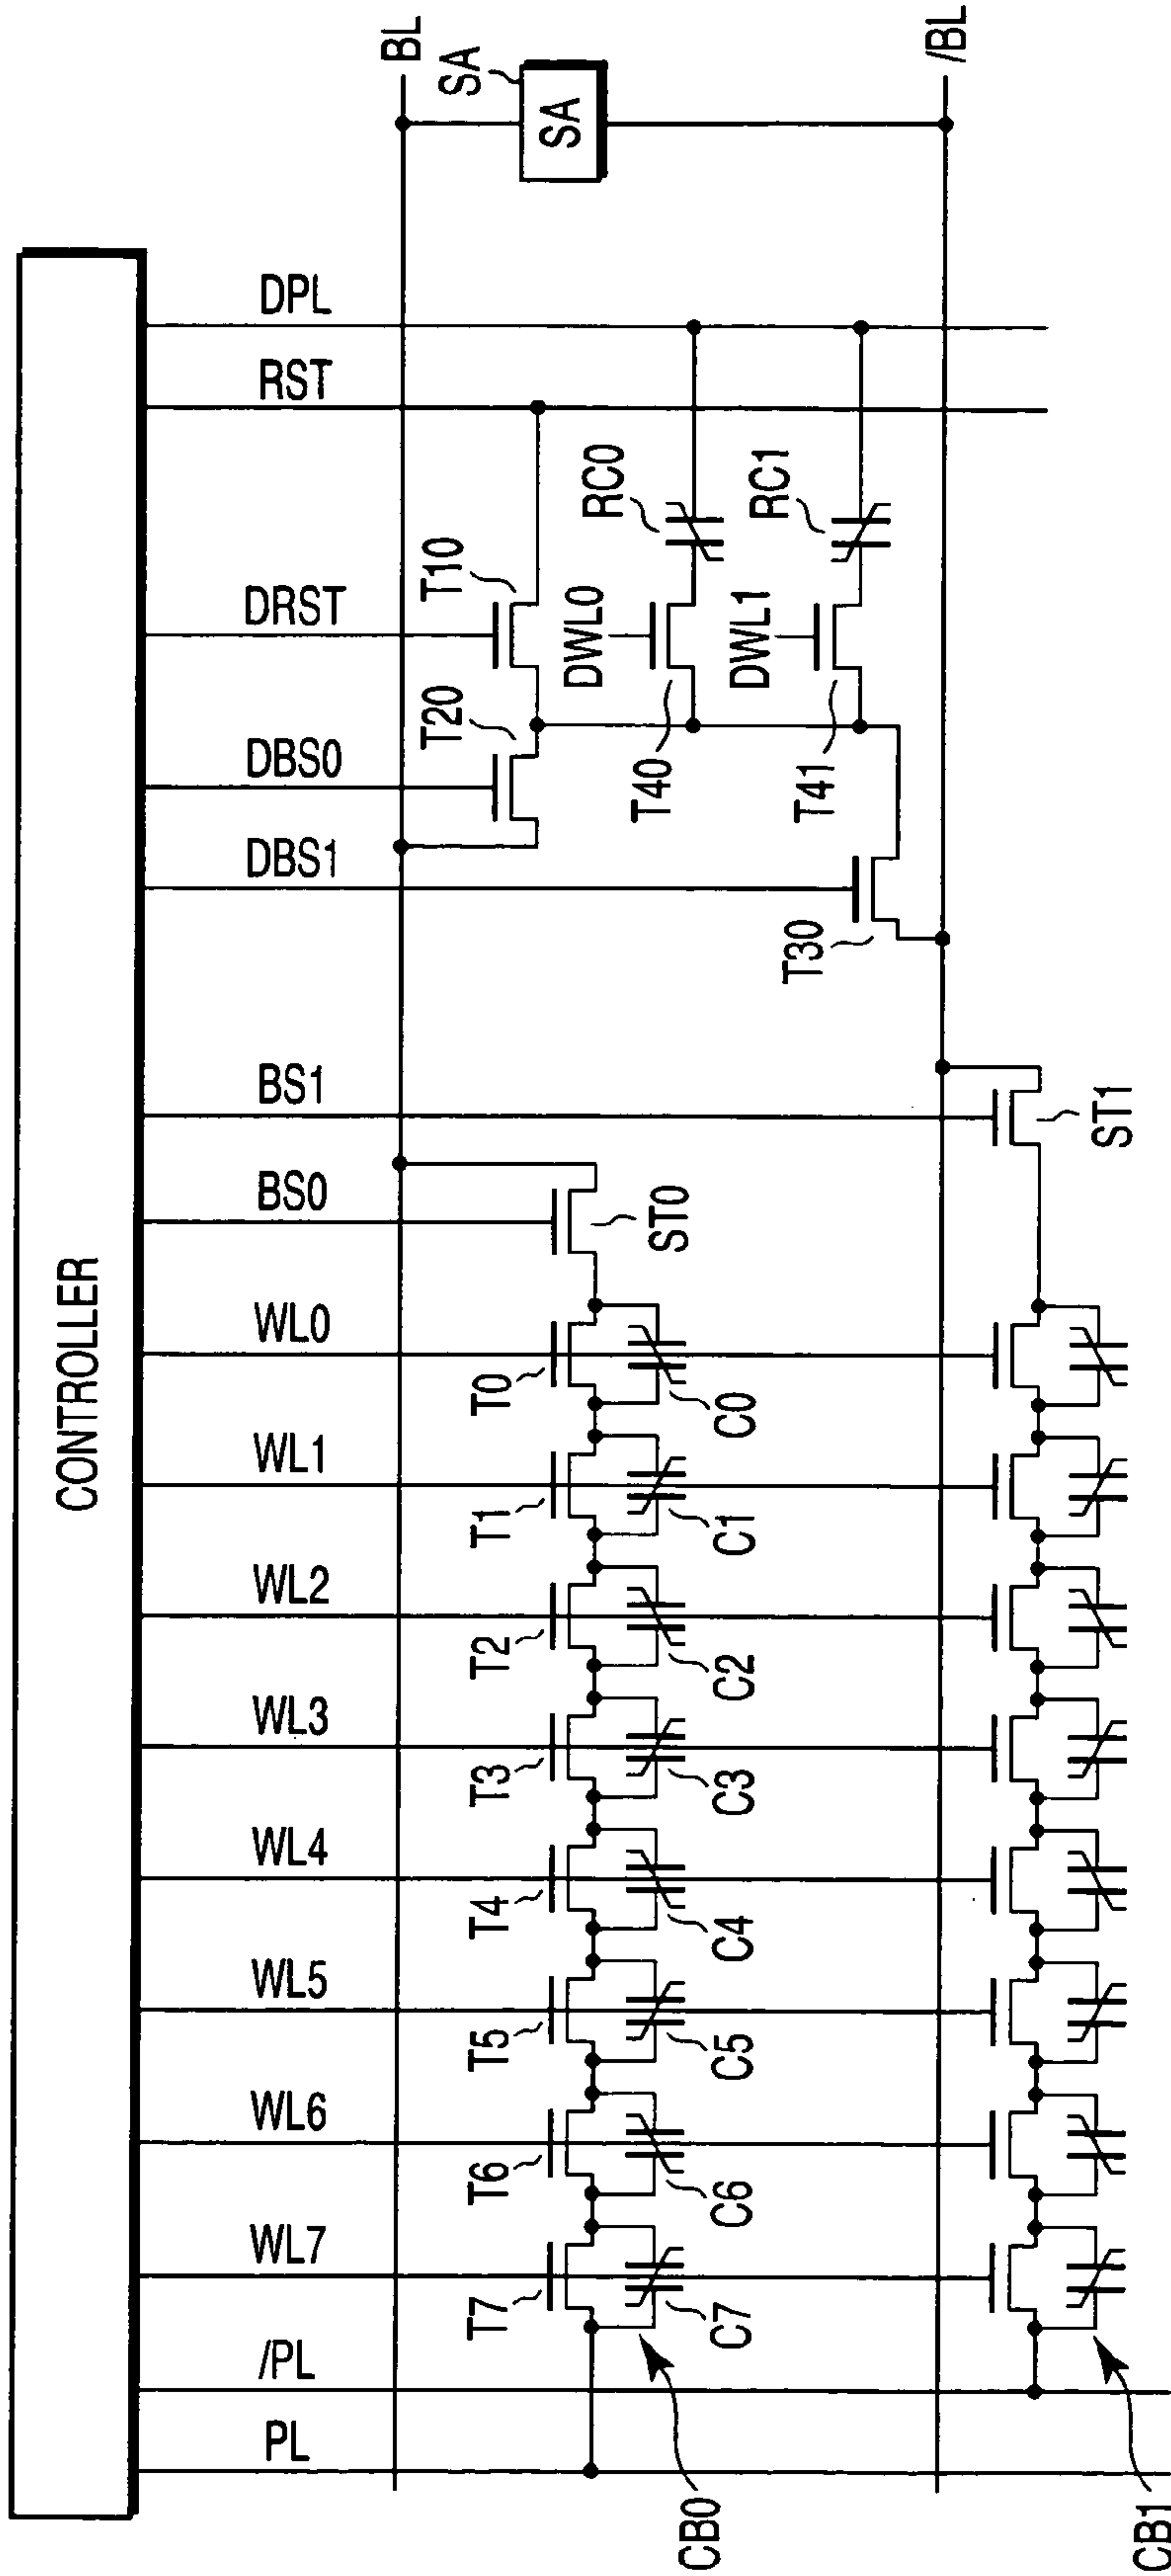 CONTROLLER
PL
/PL
WL7
WL6
WL5
WL4
WL3
WL2
WL1
WL0
BS0
BS1
DBS1
DBS0
DRST
RST
DPL
BL
SA
SA
/BL
T7
T6
T5
T4
T3
T2
T1
T0
ST0
T20
T10
C7
C6
C5
C4
C3
C2
C1
C0
CB0
DWL0
RC0
T40
DWL1
RC1
T41
T30
ST1
CB1